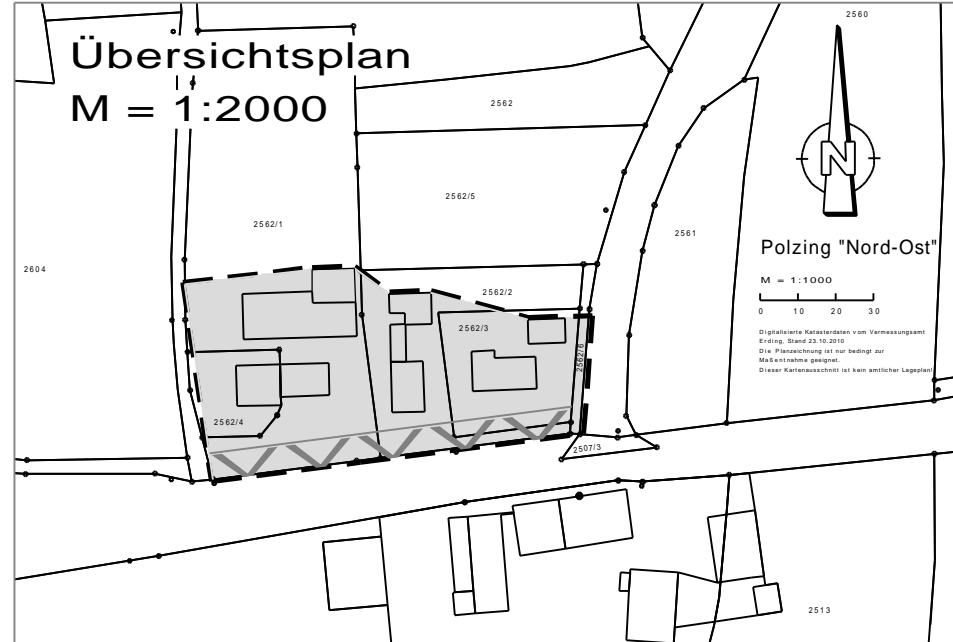 Übersichtsplan
M = 1:2000
2560
2562
2562/5
2562/1
2561
2604
N
Polzing "Nord-Ost"
M = 1:1000
0 10 20 30
Digitalisierte Katasterdaten vom Vermessungsamt
Erding, Stand 23.10.2010
Die Planzeichnung ist nur bedingt zur
Maßentnahme geeignet.
Dieser Kartenausschnitt ist kein amtlicher Lageplan!
2562/2
2562/3
2562/6
2562/4
2507/3
2513